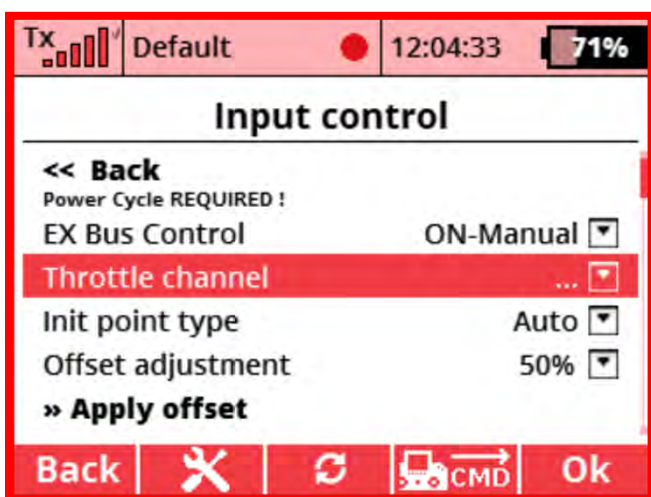 Tx Default 12:04:33 71%
Input control
<< Back
Power Cycle REQUIRED !
EX Bus Control ON-Manual
Throttle channel ...
Init point type Auto
Offset adjustment 50%
» Apply offset
Back CMD Ok